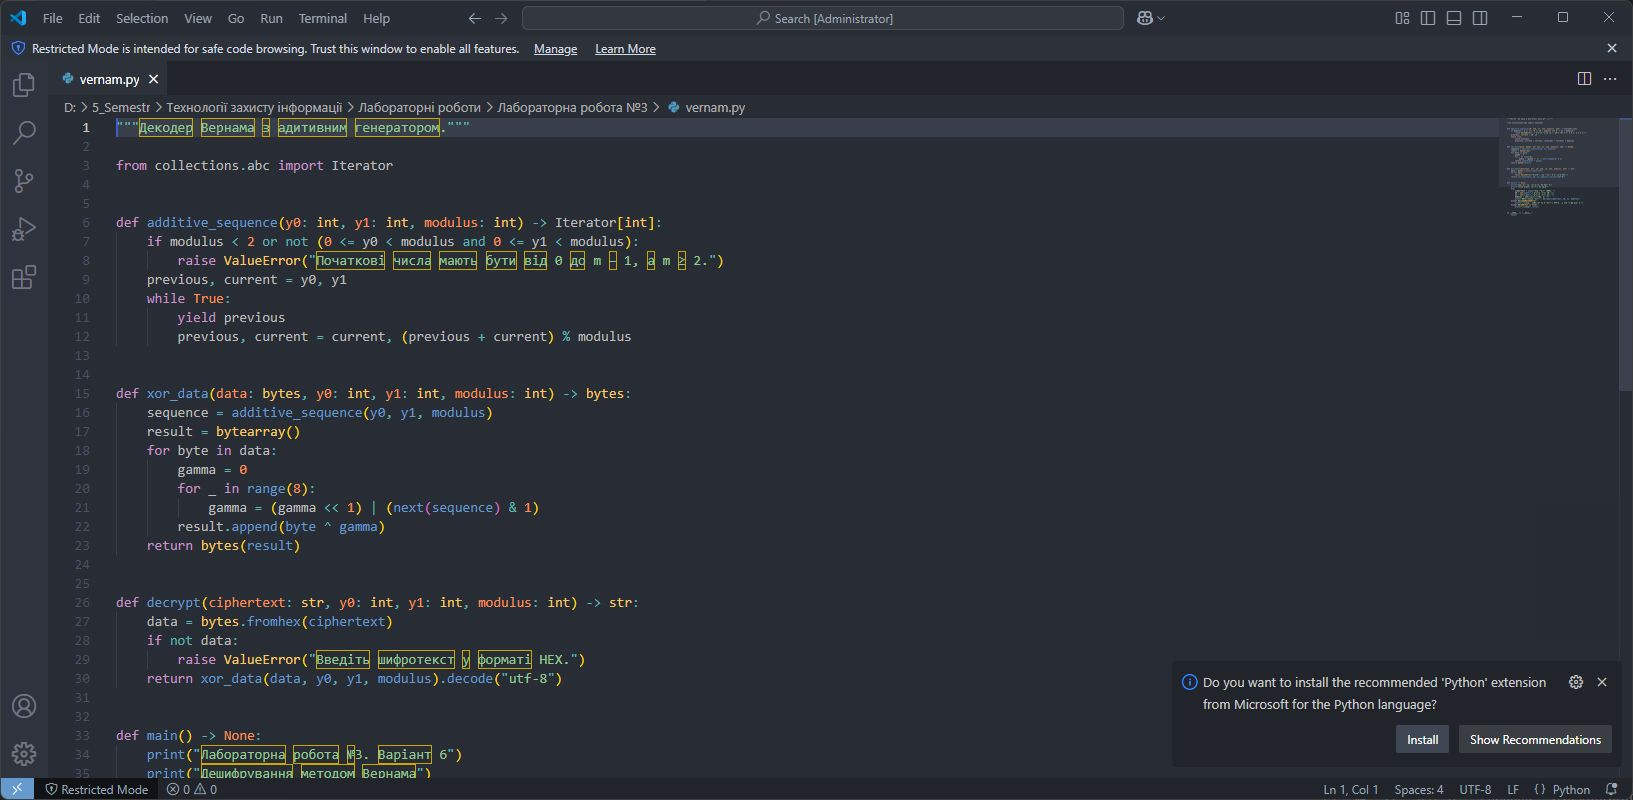 File Edit Selection View Go Run Terminal Help Search [Administrator]
Restricted Mode is intended for safe code browsing. Trust this window to enable all features. Manage Learn More
vernam.py
D: > 5_Semestr > Технології захисту інформації > Лабораторні роботи > Лабораторна робота №3 > vernam.py
1 """Декодер Вернама з адитивним генератором."""
2
3 from collections.abc import Iterator
4
5
6 def additive_sequence(y0: int, y1: int, modulus: int) -> Iterator[int]:
7     if modulus < 2 or not (0 <= y0 < modulus and 0 <= y1 < modulus):
8         raise ValueError("Початкові числа мають бути від 0 до m − 1, а m ≥ 2.")
9     previous, current = y0, y1
10     while True:
11         yield previous
12         previous, current = current, (previous + current) % modulus
13
14
15 def xor_data(data: bytes, y0: int, y1: int, modulus: int) -> bytes:
16     sequence = additive_sequence(y0, y1, modulus)
17     result = bytearray()
18     for byte in data:
19         gamma = 0
20         for _ in range(8):
21             gamma = (gamma << 1) | (next(sequence) & 1)
22         result.append(byte ^ gamma)
23     return bytes(result)
24
25
26 def decrypt(ciphertext: str, y0: int, y1: int, modulus: int) -> str:
27     data = bytes.fromhex(ciphertext)
28     if not data:
29         raise ValueError("Введіть шифротекст у форматі HEX.")
30     return xor_data(data, y0, y1, modulus).decode("utf-8")
31
32
33 def main() -> None:
34     print("Лабораторна робота №3. Варіант 6")
35     print("Дешифрування методом Вернама")
Do you want to install the recommended 'Python' extension
from Microsoft for the Python language?
Install Show Recommendations
Restricted Mode 0 0 Ln 1, Col 1 Spaces: 4 UTF-8 LF { } Python